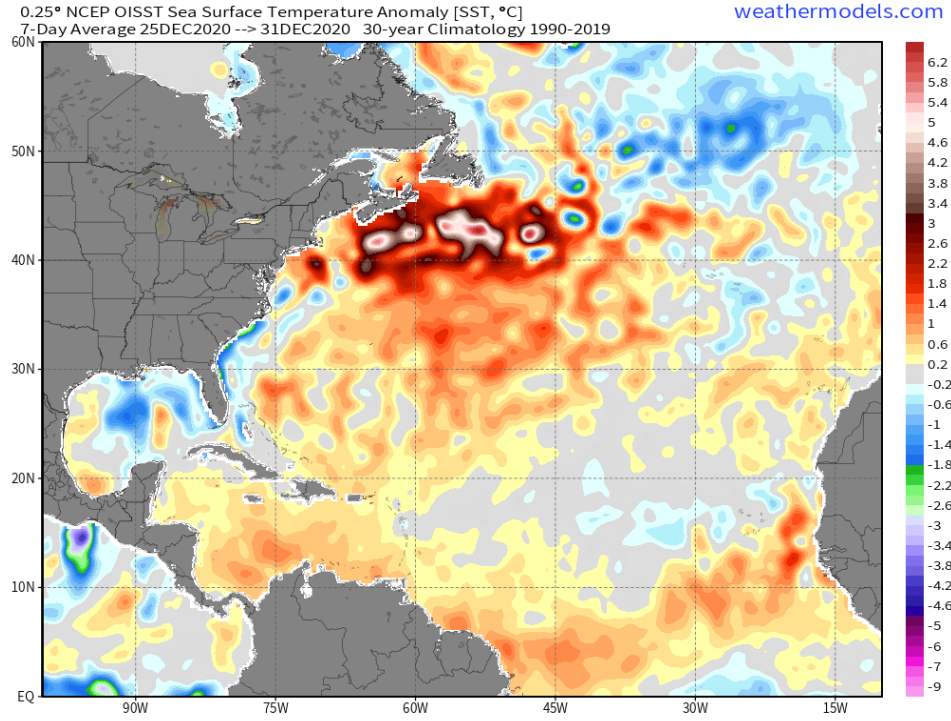 0.25° NCEP OISST Sea Surface Temperature Anomaly [SST, °C]
weathermodels.com
7-Day Average 25DEC2020 --> 31DEC2020 30-year Climatology 1990-2019
60N
50N
40N
30N
20N
10N
EQ
90W
75W
60W
45W
30W
15W
6.2
5.8
5.4
5
4.6
4.2
3.8
3.4
3
2.6
2.2
1.8
1.4
1
0.6
0.2
-0.2
-0.6
-1
-1.4
-1.8
-2.2
-2.6
-3
-3.4
-3.8
-4.2
-4.6
-5
-6
-7
-9